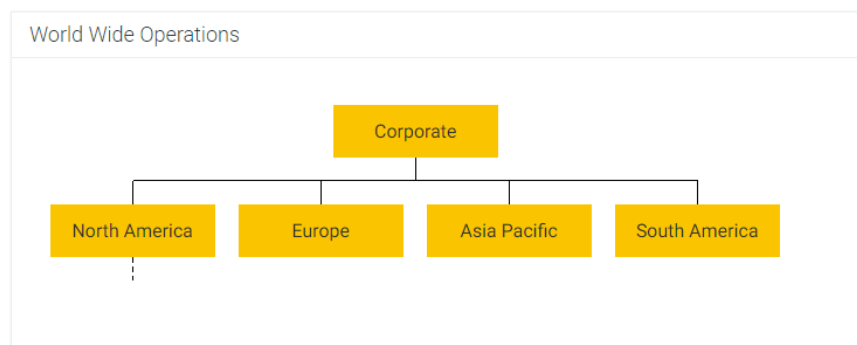 World Wide Operations
Corporate
North America
Europe
Asia Pacific
South America